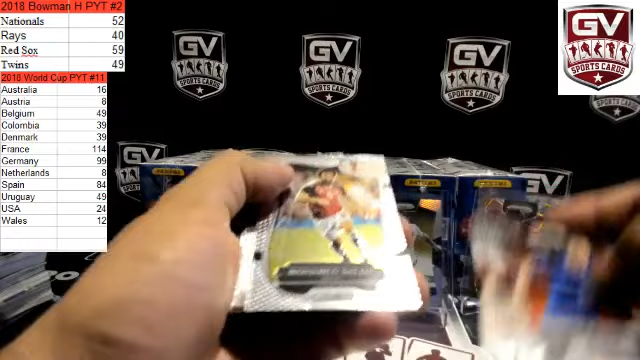 2018 Bowman H PYT #2
Nationals 52
Rays 40
Red Sox 59
Twins 49
2018 World Cup PYT #11
Australia 16
Austria 8
Belgium 49
Colombia 39
Denmark 39
France 114
Germany 99
Netherlands 8
Spain 84
Uruguay 49
USA 24
Wales 12
GV
SPORTS CARDS
GV
SPORTS CARDS
GV
SPORTS CARDS
GV
SPORTS CARDS
GV
GV
PANINI